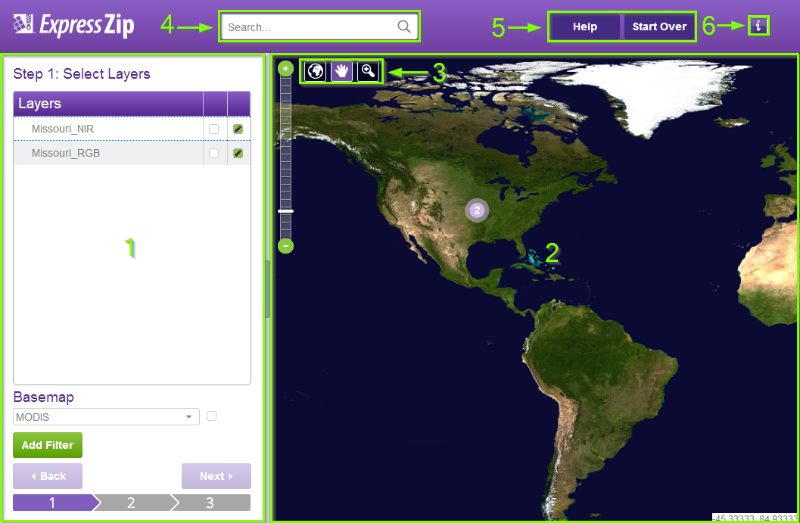 Express Zip
4
Search...
5
Help
Start Over
6
i
Step 1: Select Layers
Layers
Missouri_NIR
Missouri_RGB
1
3
2
2
Basemap
MODIS
Add Filter
Back
Next
1
2
3
-45.33333, 84.93333